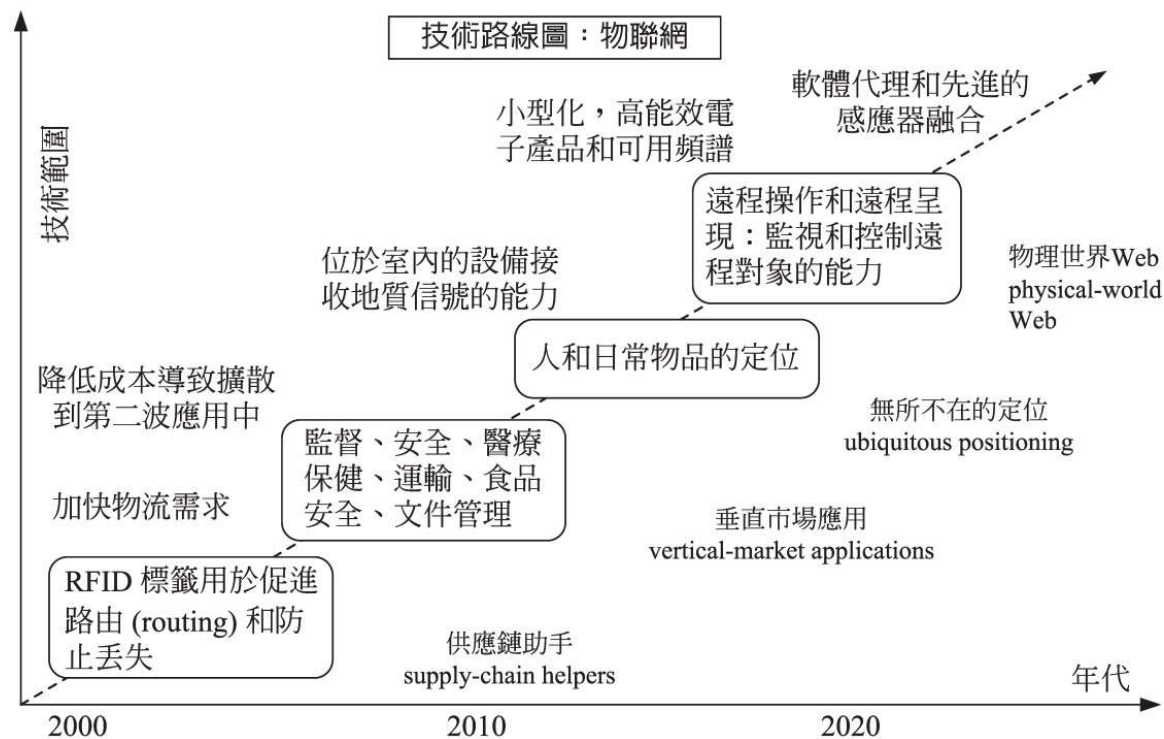 技術路線圖：物聯網
技術範圍
小型化，高能效電
子產品和可用頻譜
軟體代理和先進的
感應器融合
遠程操作和遠程呈
現：監視和控制遠
程對象的能力
位於室內的設備接
收地質信號的能力
物理世界Web
physical-world
Web
人和日常物品的定位
降低成本導致擴散
到第二波應用中
無所不在的定位
ubiquitous positioning
監督、安全、醫療
保健、運輸、食品
安全、文件管理
加快物流需求
垂直市場應用
vertical-market applications
RFID 標籤用於促進
路由 (routing) 和防
止丟失
供應鏈助手
supply-chain helpers
年代
2000
2010
2020